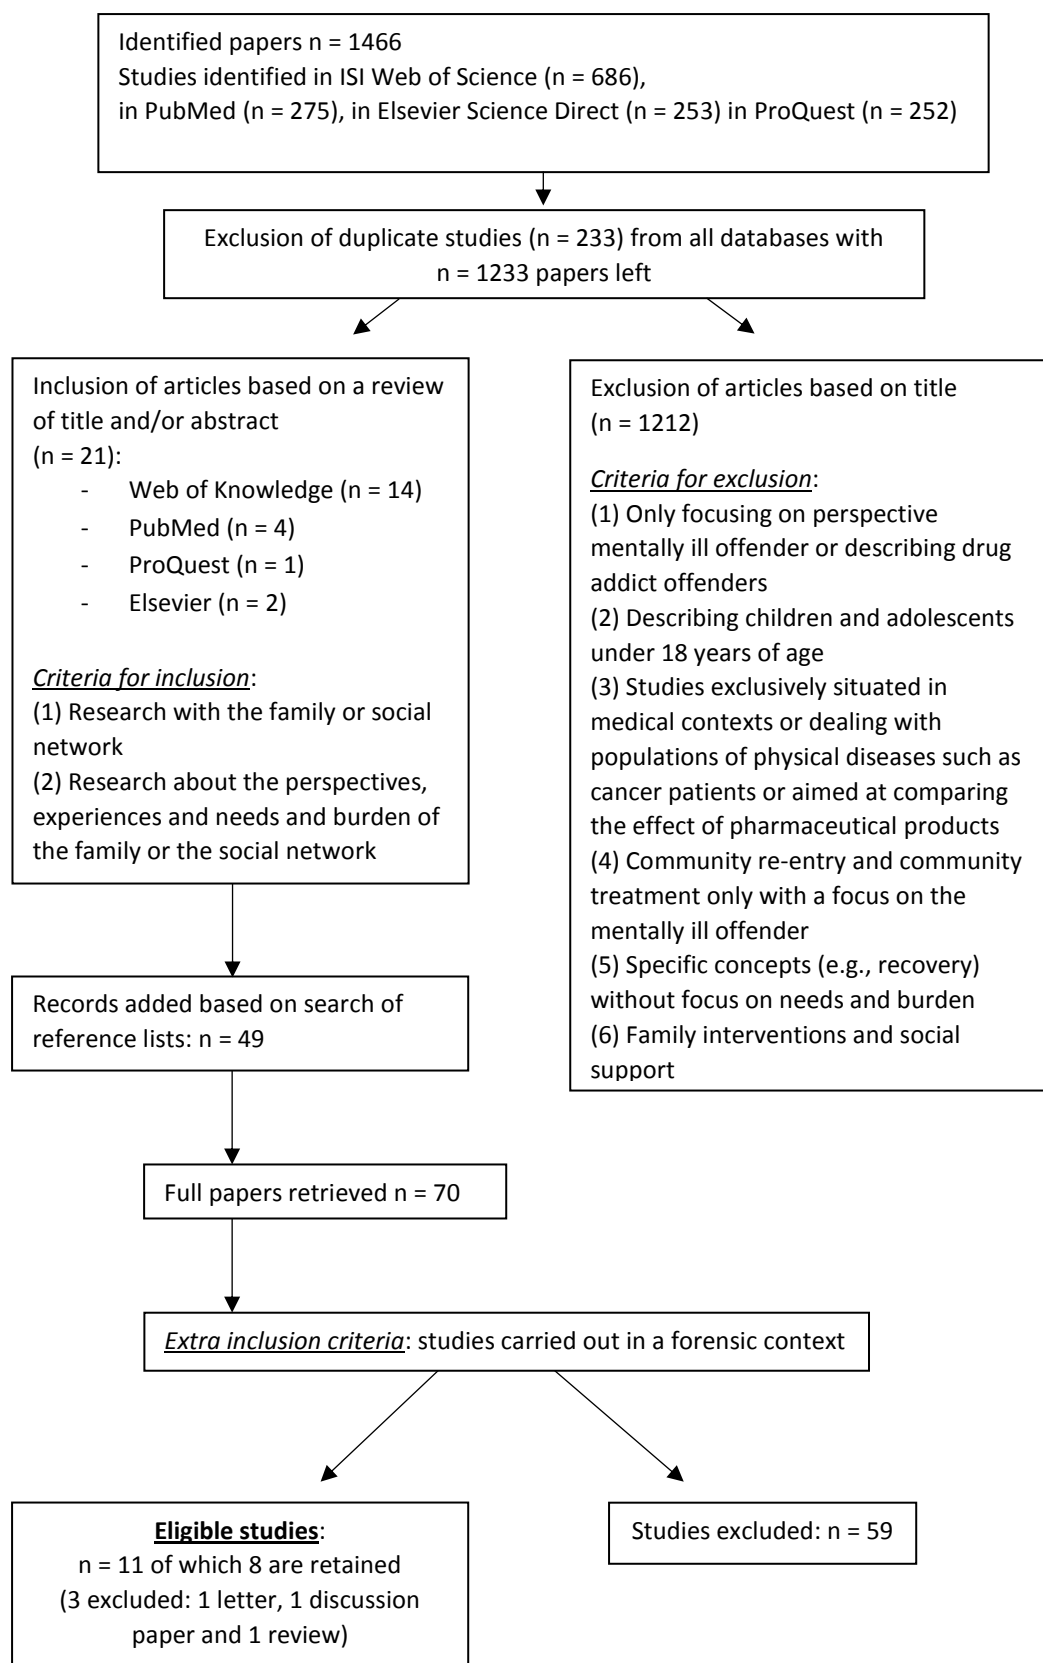 Identified papers n = 1466
Studies identified in ISI Web of Science (n = 686),
in PubMed (n = 275), in Elsevier Science Direct (n = 253) in ProQuest (n = 252)
Exclusion of duplicate studies (n = 233) from all databases with
n = 1233 papers left
Inclusion of articles based on a review
of title and/or abstract
(n = 21):
- Web of Knowledge (n = 14)
- PubMed (n = 4)
- ProQuest (n = 1)
- Elsevier (n = 2)
Criteria for inclusion:
(1) Research with the family or social
network
(2) Research about the perspectives,
experiences and needs and burden of
the family or the social network
Exclusion of articles based on title
(n = 1212)
Criteria for exclusion:
(1) Only focusing on perspective
mentally ill offender or describing drug
addict offenders
(2) Describing children and adolescents
under 18 years of age
(3) Studies exclusively situated in
medical contexts or dealing with
populations of physical diseases such as
cancer patients or aimed at comparing
the effect of pharmaceutical products
(4) Community re-entry and community
treatment only with a focus on the
mentally ill offender
(5) Specific concepts (e.g., recovery)
without focus on needs and burden
(6) Family interventions and social
support
Records added based on search of
reference lists: n = 49
Full papers retrieved n = 70
Extra inclusion criteria: studies carried out in a forensic context
Eligible studies:
n = 11 of which 8 are retained
(3 excluded: 1 letter, 1 discussion
paper and 1 review)
Studies excluded: n = 59